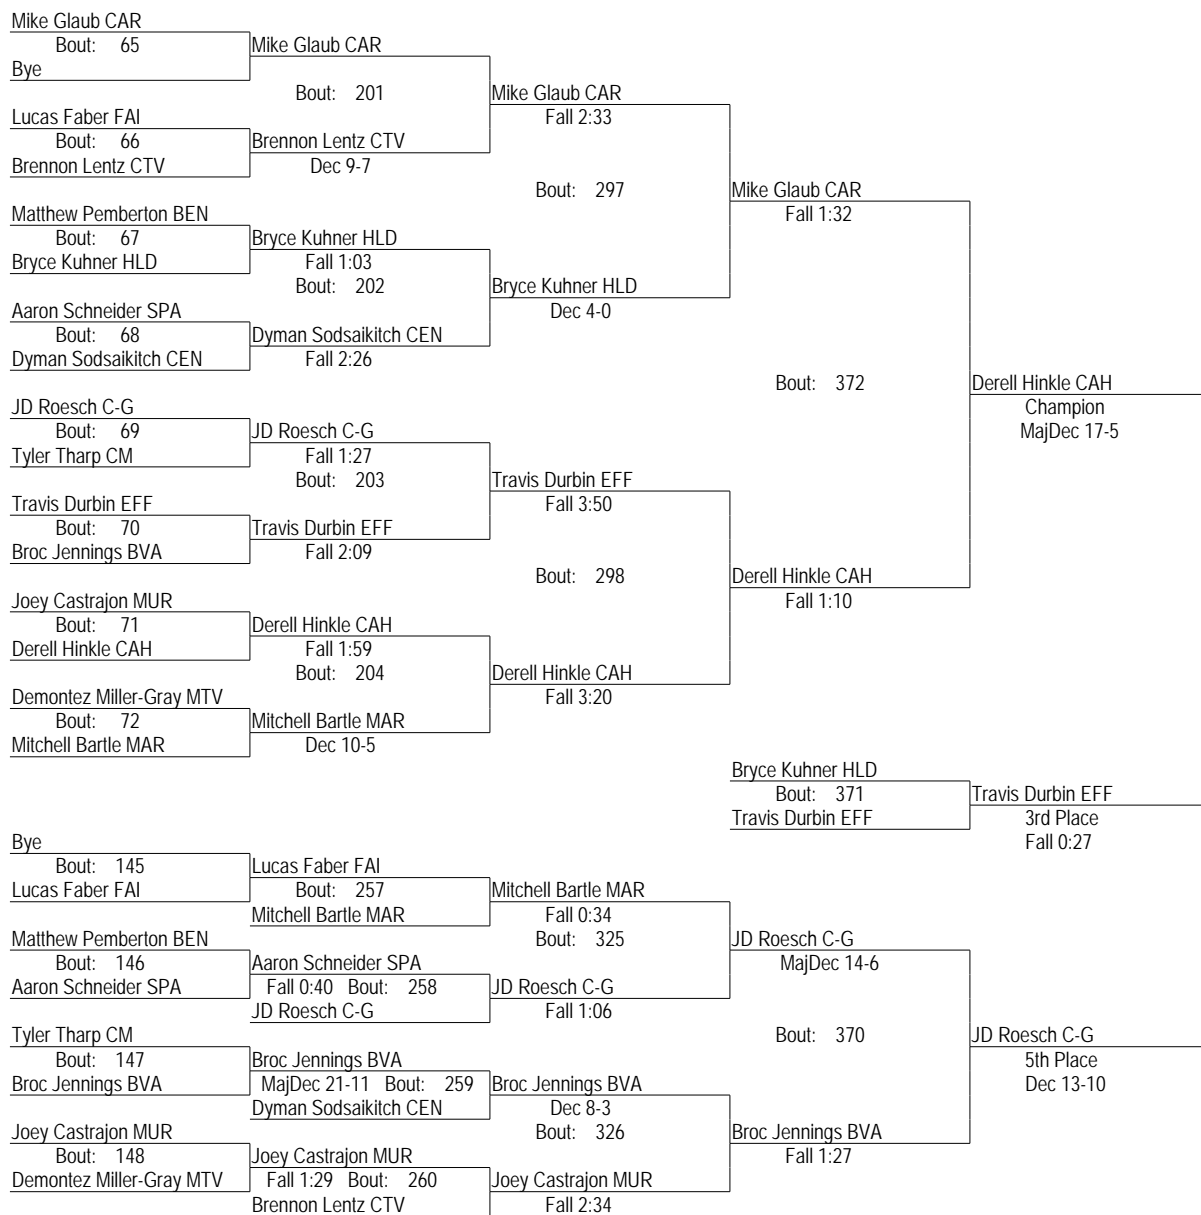 Mike Glaub CAR
Bout: 65
Bye
Mike Glaub CAR
Bout: 201
Lucas Faber FAI
Bout: 66
Brennon Lentz CTV
Brennon Lentz CTV
Dec 9-7
Mike Glaub CAR
Fall 2:33
Bout: 297
Matthew Pemberton BEN
Bout: 67
Bryce Kuhner HLD
Bryce Kuhner HLD
Fall 1:03
Bout: 202
Aaron Schneider SPA
Bout: 68
Dyman Sodsaikitch CEN
Dyman Sodsaikitch CEN
Fall 2:26
Bryce Kuhner HLD
Dec 4-0
Mike Glaub CAR
Fall 1:32
Bout: 372
JD Roesch C-G
Bout: 69
Tyler Tharp CM
JD Roesch C-G
Fall 1:27
Bout: 203
Travis Durbin EFF
Bout: 70
Broc Jennings BVA
Travis Durbin EFF
Fall 2:09
Travis Durbin EFF
Fall 3:50
Bout: 298
Joey Castrajon MUR
Bout: 71
Derell Hinkle CAH
Derell Hinkle CAH
Fall 1:59
Bout: 204
Demontez Miller-Gray MTV
Bout: 72
Mitchell Bartle MAR
Mitchell Bartle MAR
Dec 10-5
Derell Hinkle CAH
Fall 3:20
Derell Hinkle CAH
Fall 1:10
Derell Hinkle CAH
Champion
MajDec 17-5
Bryce Kuhner HLD
Bout: 371
Travis Durbin EFF
Travis Durbin EFF
3rd Place
Fall 0:27
Bye
Bout: 145
Lucas Faber FAI
Lucas Faber FAI
Bout: 257
Mitchell Bartle MAR
Mitchell Bartle MAR
Fall 0:34
Bout: 325
Matthew Pemberton BEN
Bout: 146
Aaron Schneider SPA
Aaron Schneider SPA
Fall 0:40 Bout: 258
JD Roesch C-G
JD Roesch C-G
Fall 1:06
JD Roesch C-G
MajDec 14-6
Bout: 370
Tyler Tharp CM
Bout: 147
Broc Jennings BVA
Broc Jennings BVA
MajDec 21-11 Bout: 259
Dyman Sodsaikitch CEN
Broc Jennings BVA
Dec 8-3
Bout: 326
Joey Castrajon MUR
Bout: 148
Demontez Miller-Gray MTV
Joey Castrajon MUR
Fall 1:29 Bout: 260
Brennon Lentz CTV
Joey Castrajon MUR
Fall 2:34
Broc Jennings BVA
Fall 1:27
JD Roesch C-G
5th Place
Dec 13-10